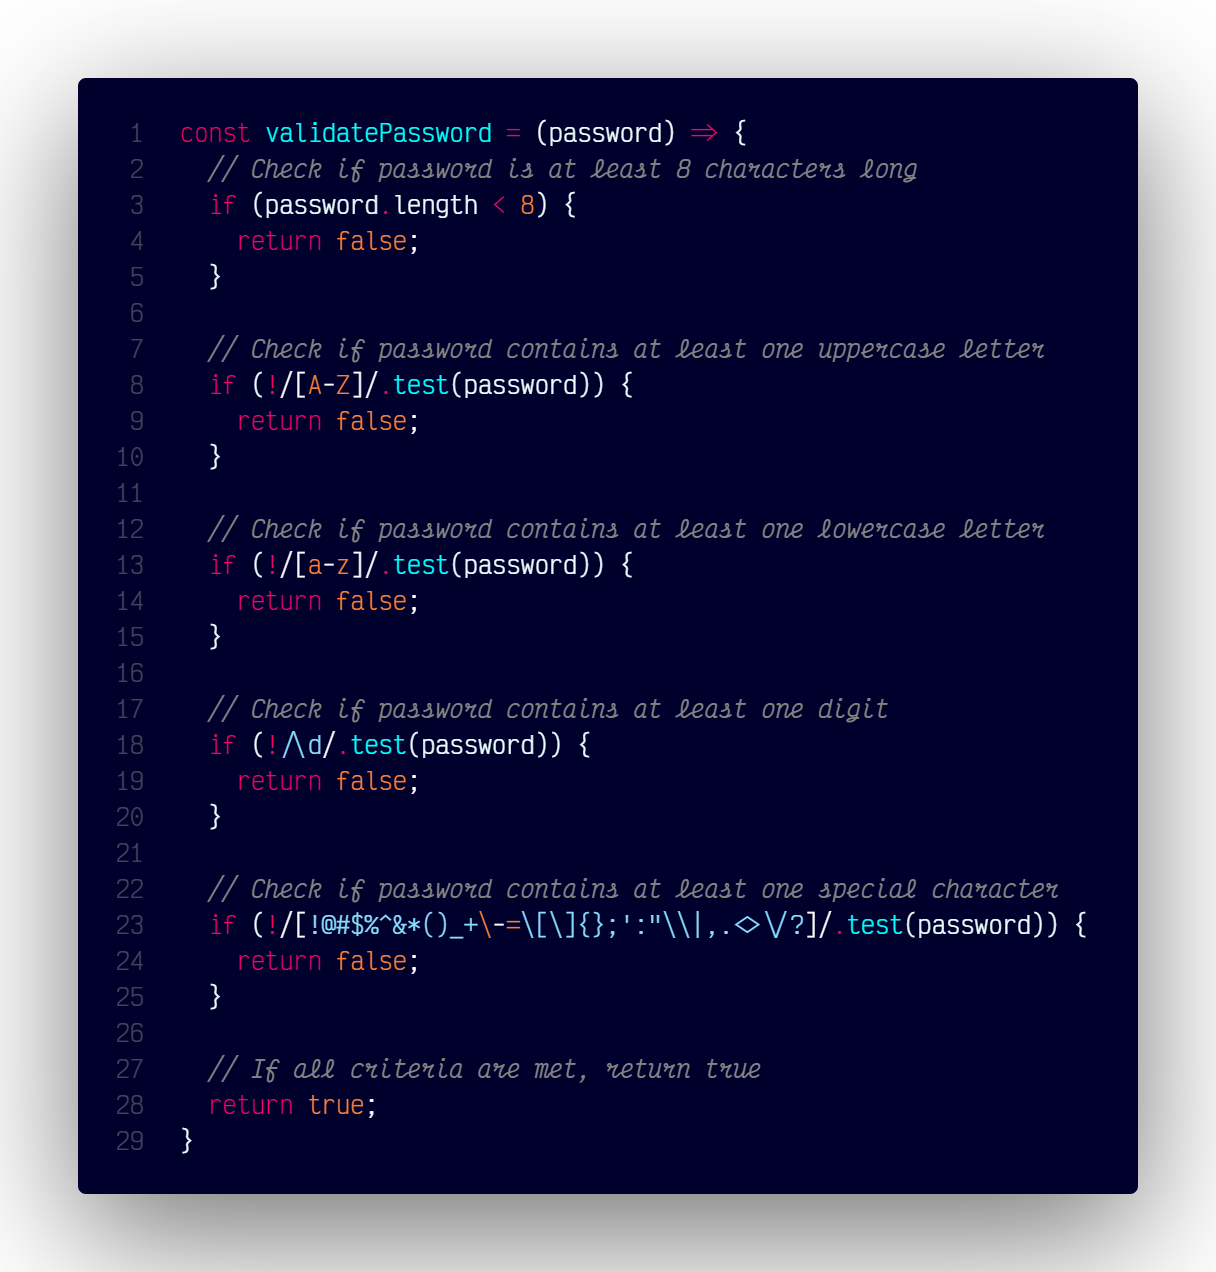 1 const validatePassword = (password) => {
2 // Check if password is at least 8 characters long
3 if (password.length < 8) {
4 return false;
5 }
6
7 // Check if password contains at least one uppercase letter
8 if (!/[A-Z]/.test(password)) {
9 return false;
10 }
11
12 // Check if password contains at least one lowercase letter
13 if (!/[a-z]/.test(password)) {
14 return false;
15 }
16
17 // Check if password contains at least one digit
18 if (!/\d/.test(password)) {
19 return false;
20 }
21
22 // Check if password contains at least one special character
23 if (!/[!@#$%^&*()_+\-=\[\]{};':"\\|,.<>\/?]/.test(password)) {
24 return false;
25 }
26
27 // If all criteria are met, return true
28 return true;
29 }